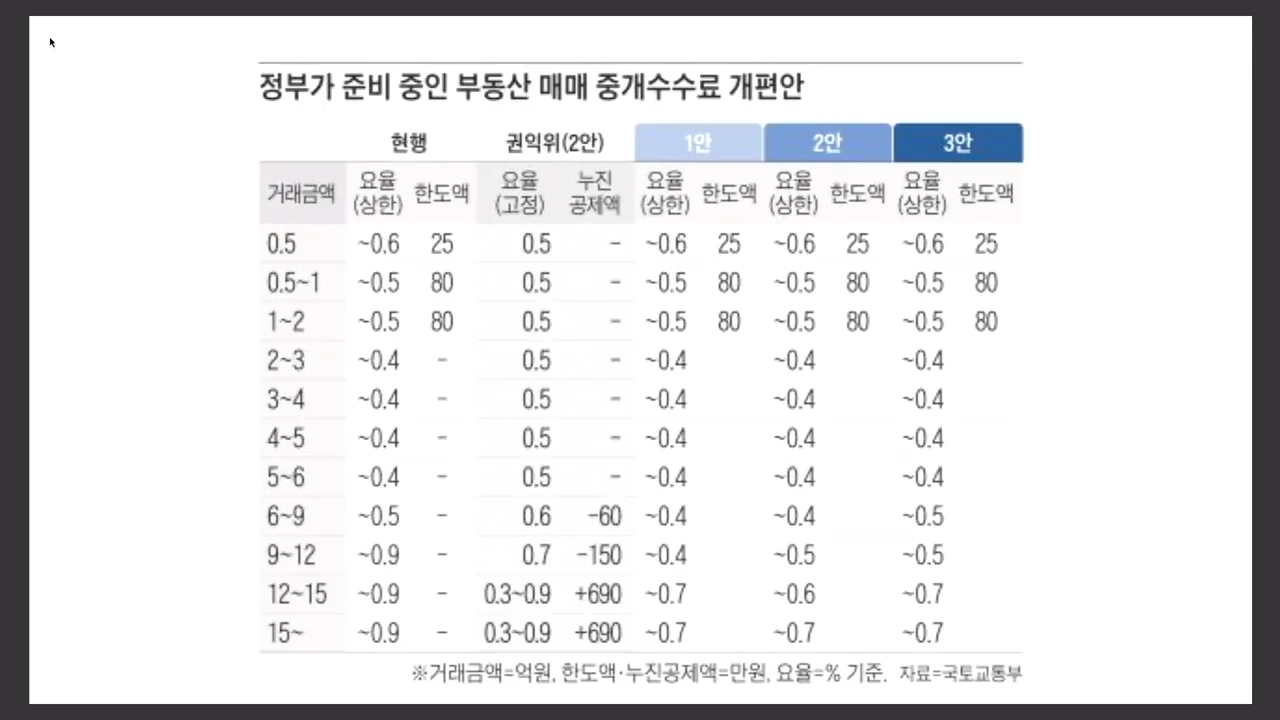 정부가 준비 중인 부동산 매매 중개수수료 개편안
현행 권익위(2안) 1안 2안 3안
거래금액 요율(상한) 한도액 요율(고정) 누진공제액 요율(상한) 한도액 요율(상한) 한도액 요율(상한) 한도액
0.5 ~0.6 25 0.5 - ~0.6 25 ~0.6 25 ~0.6 25
0.5~1 ~0.5 80 0.5 - ~0.5 80 ~0.5 80 ~0.5 80
1~2 ~0.5 80 0.5 - ~0.5 80 ~0.5 80 ~0.5 80
2~3 ~0.4 - 0.5 - ~0.4 ~0.4 ~0.4
3~4 ~0.4 - 0.5 - ~0.4 ~0.4 ~0.4
4~5 ~0.4 - 0.5 - ~0.4 ~0.4 ~0.4
5~6 ~0.4 - 0.5 - ~0.4 ~0.4 ~0.4
6~9 ~0.5 - 0.6 -60 ~0.4 ~0.4 ~0.5
9~12 ~0.9 - 0.7 -150 ~0.4 ~0.5 ~0.5
12~15 ~0.9 - 0.3~0.9 +690 ~0.7 ~0.6 ~0.7
15~ ~0.9 - 0.3~0.9 +690 ~0.7 ~0.7 ~0.7
※거래금액=억원, 한도액·누진공제액=만원, 요율=% 기준. 자료=국토교통부